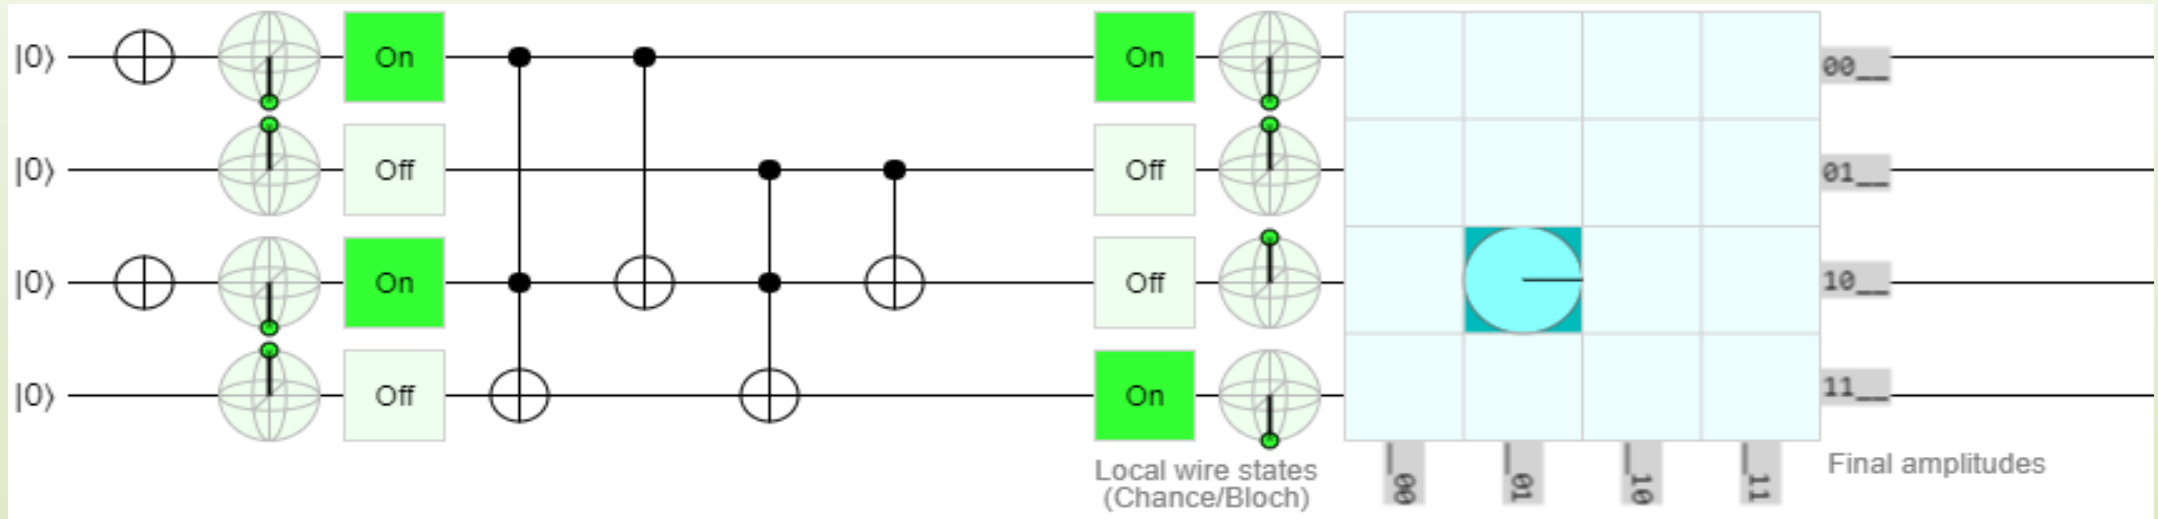 |0⟩ On On 00__
|0⟩ Off Off 01__
|0⟩ On Off 10__
|0⟩ Off On 11__
Local wire states
(Chance/Bloch)
__00 __01 __10 __11
Final amplitudes